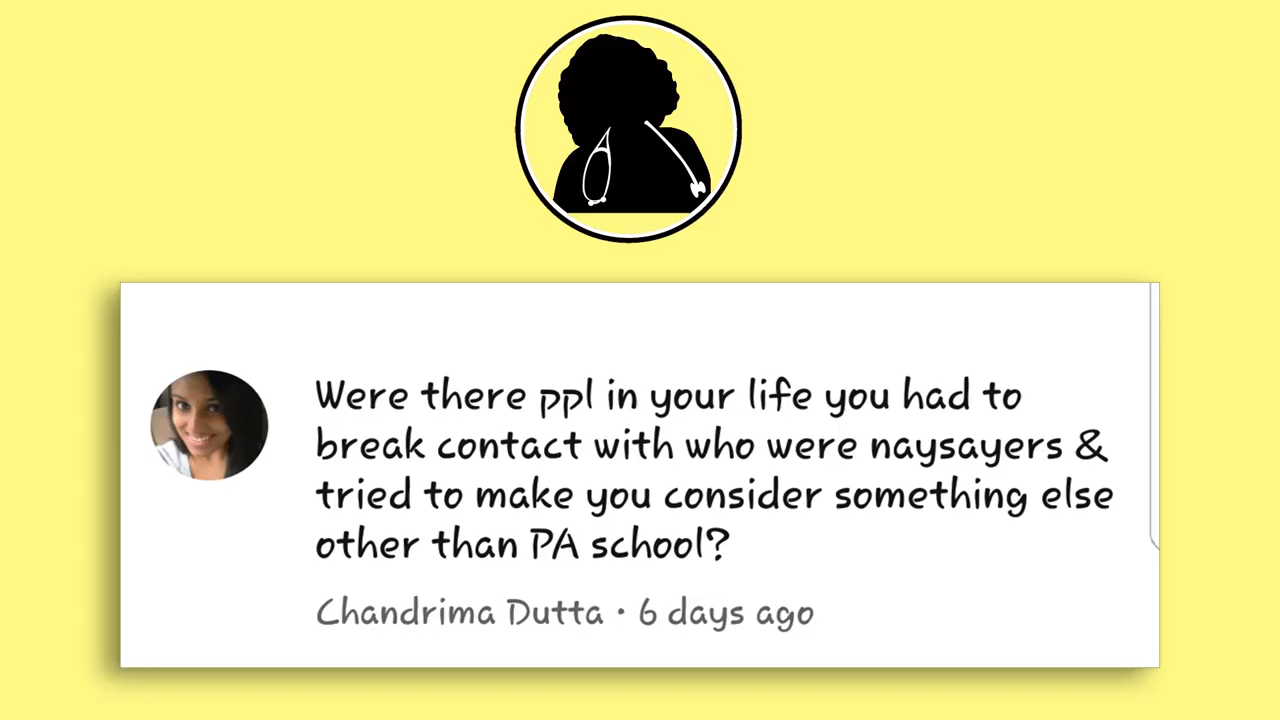 Were there ppl in your life you had to
break contact with who were naysayers &
tried to make you consider something else
other than PA school?
Chandrima Dutta • 6 days ago